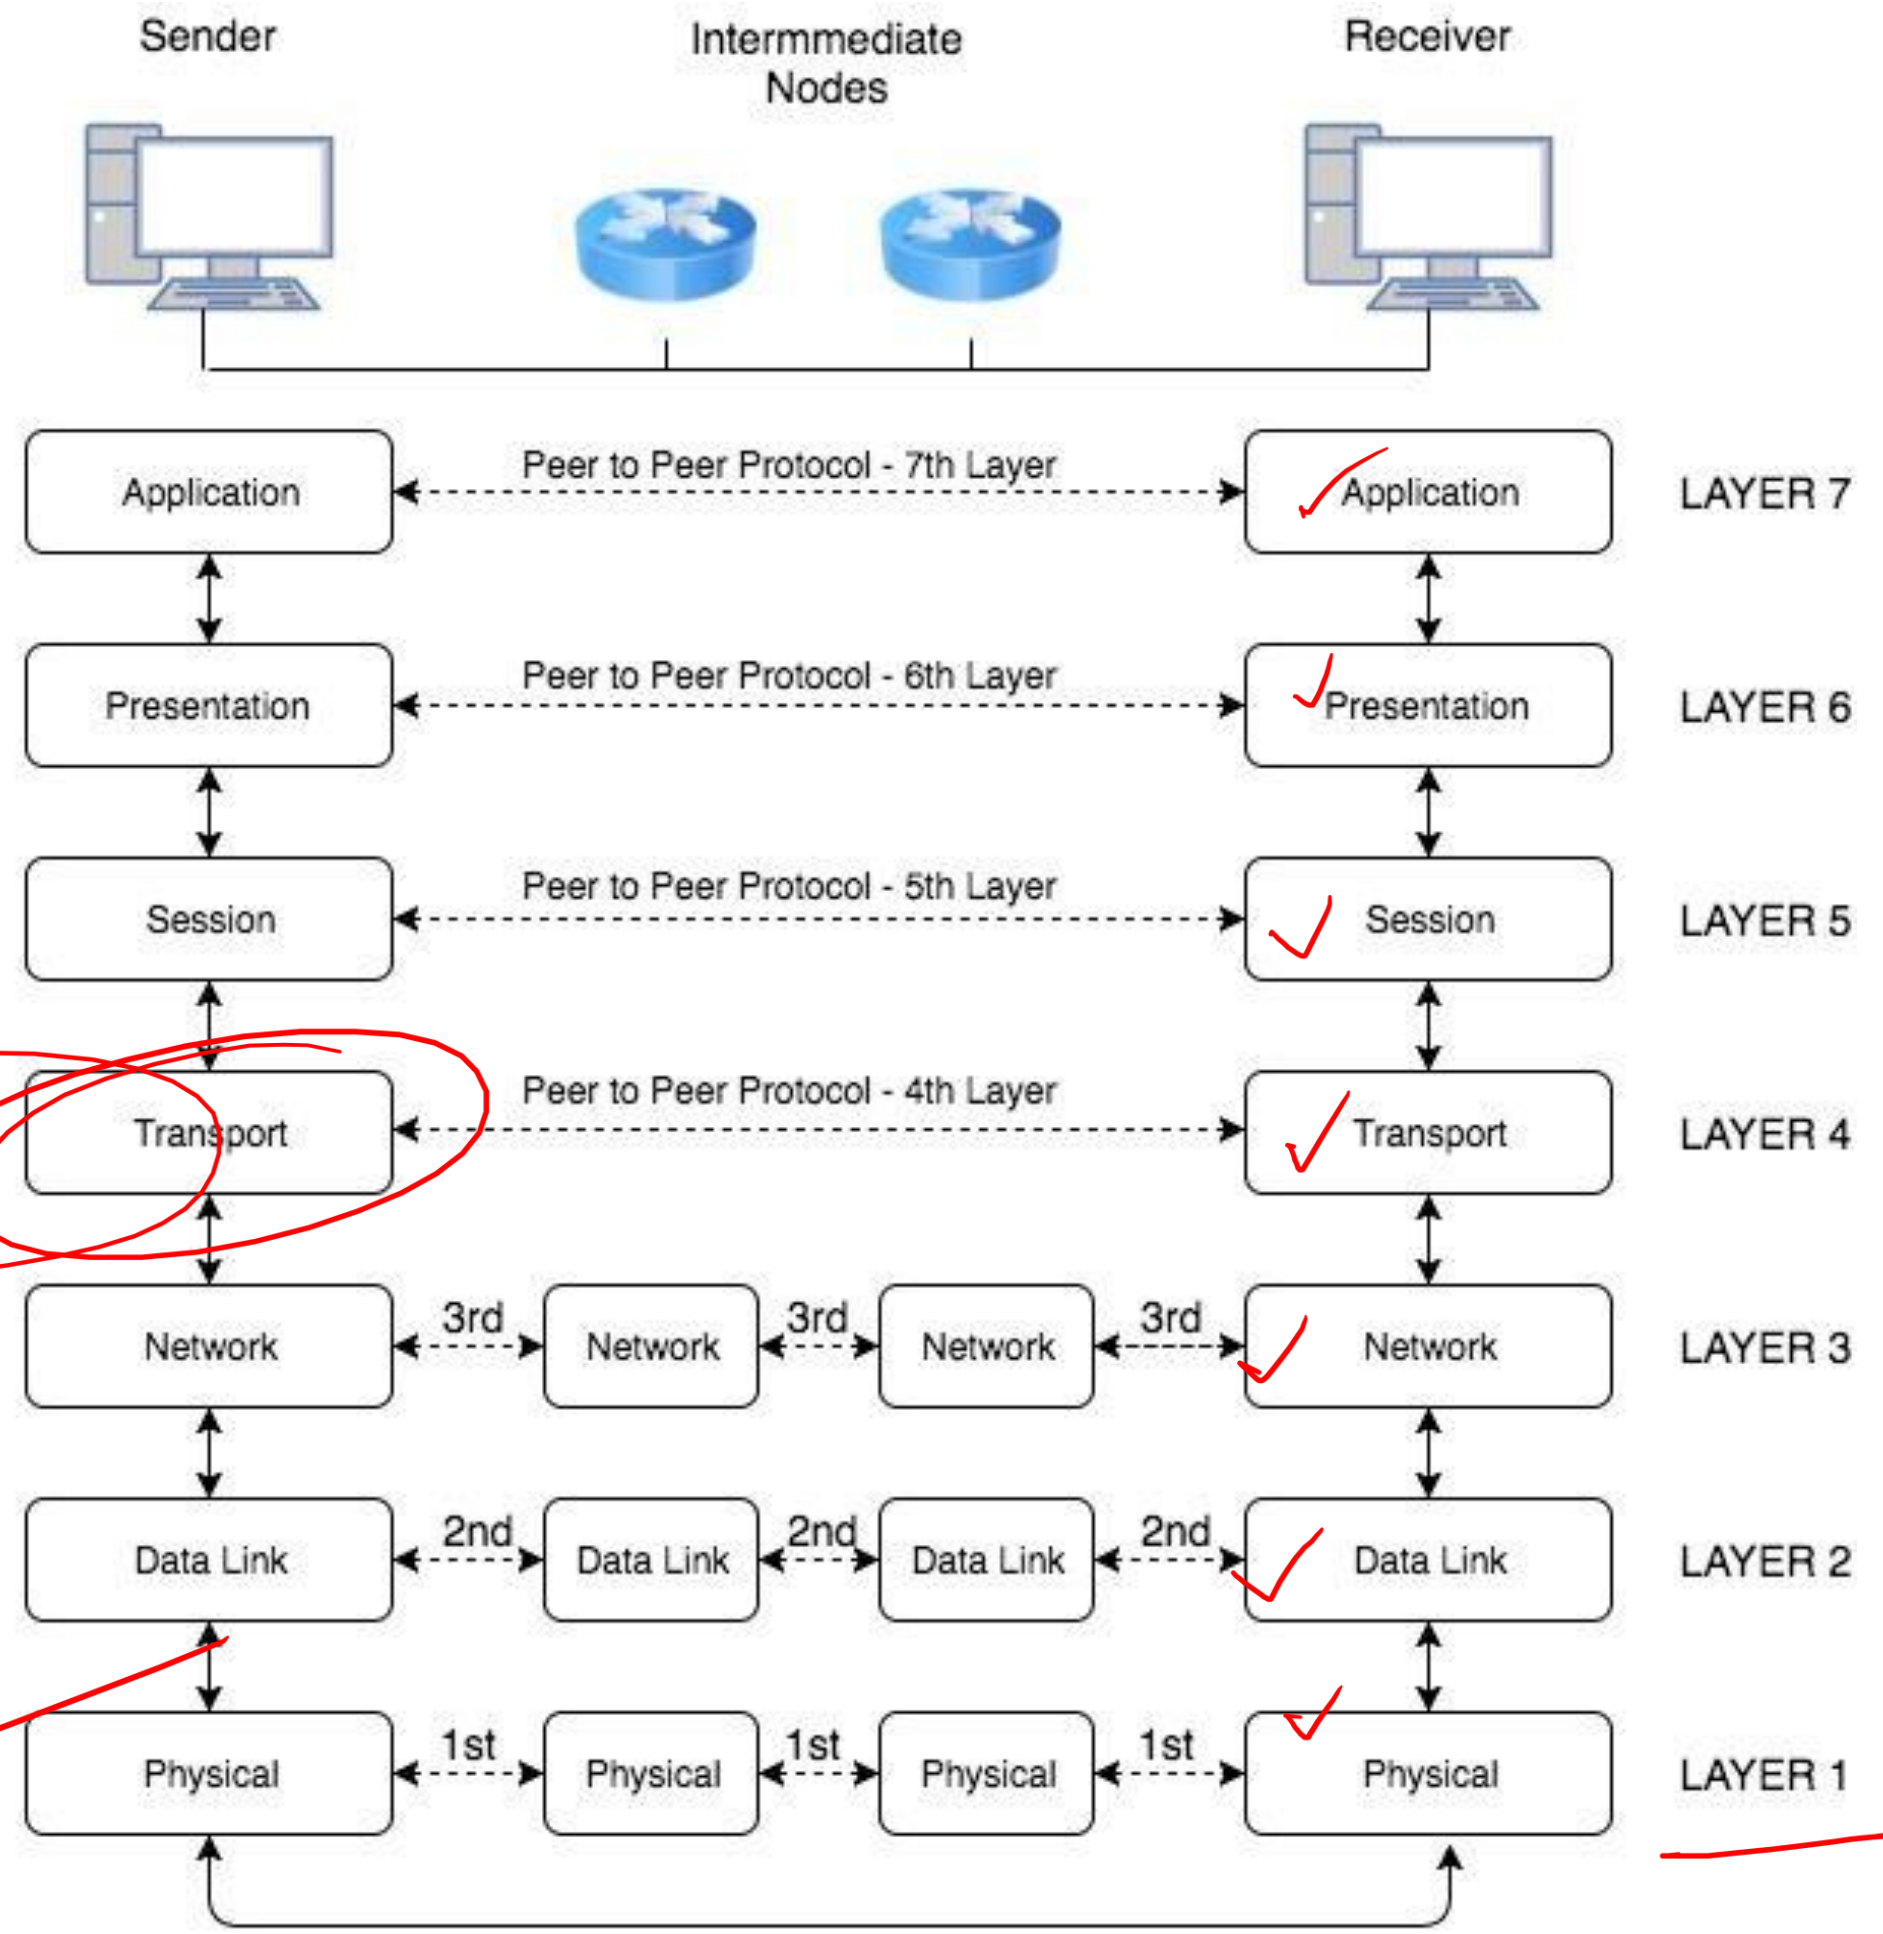 Sender
Intermmediate
Nodes
Receiver
Application
Peer to Peer Protocol - 7th Layer
Application
LAYER 7
Presentation
Peer to Peer Protocol - 6th Layer
Presentation
LAYER 6
Session
Peer to Peer Protocol - 5th Layer
Session
LAYER 5
Transport
Peer to Peer Protocol - 4th Layer
Transport
LAYER 4
Network
3rd
Network
3rd
Network
3rd
Network
LAYER 3
Data Link
2nd
Data Link
2nd
Data Link
2nd
Data Link
LAYER 2
Physical
1st
Physical
1st
Physical
1st
Physical
LAYER 1